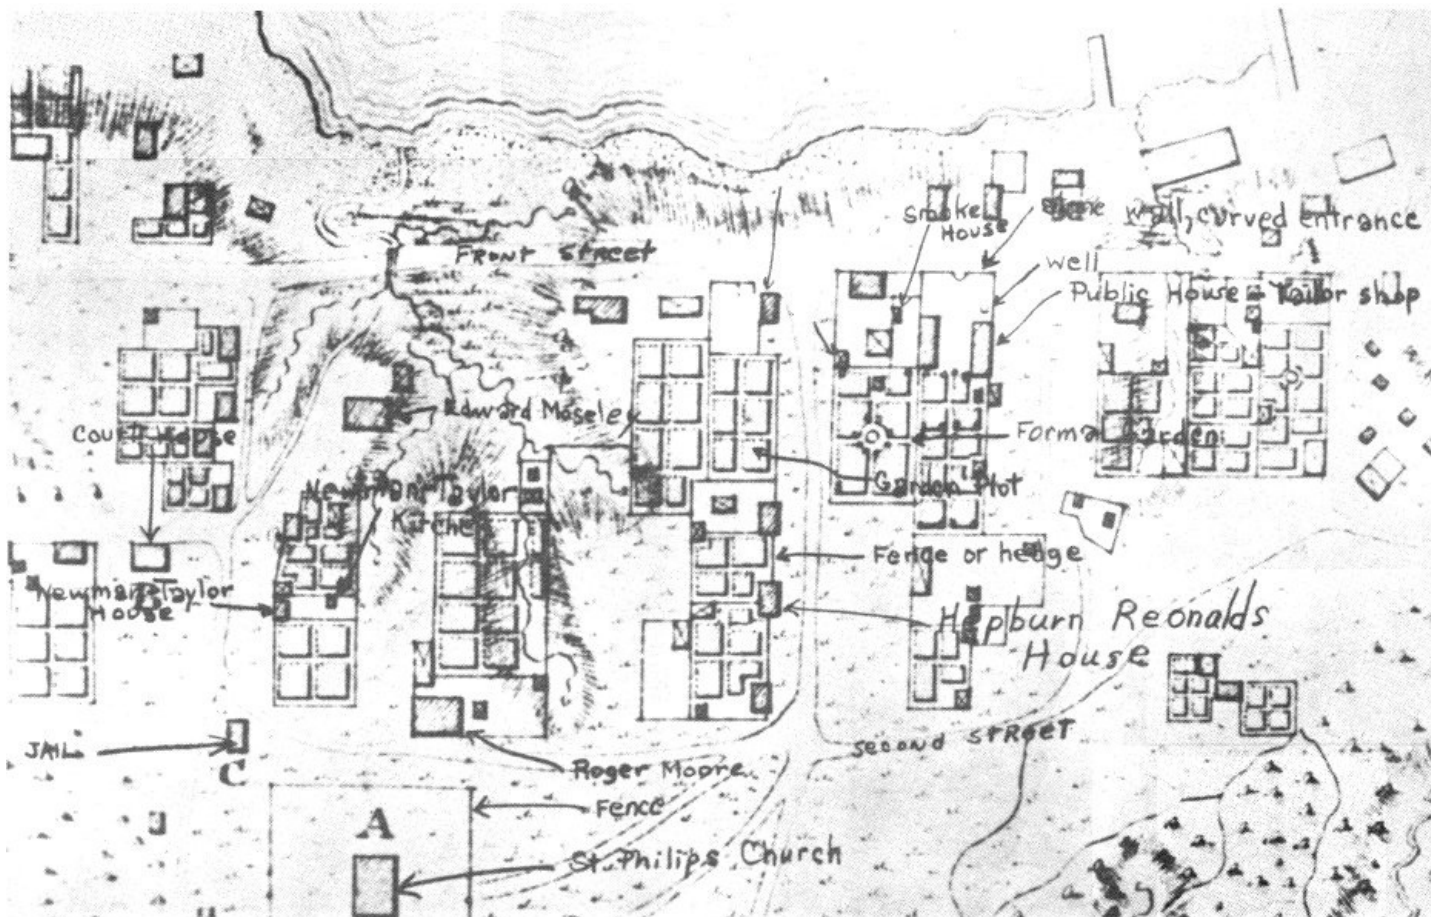 Smoke
House
stone wall, curved entrance
Front Street
well
Public House - Tailor shop
Edward Moseley
Court House
Formal Garden
Garden Plot
Newman-Taylor
Kitchen
Fence or hedge
Newman-Taylor
House
Hepburn Reonalds
House
Second Street
JAIL
C
Roger Moore
Fence
A
St. Philips Church